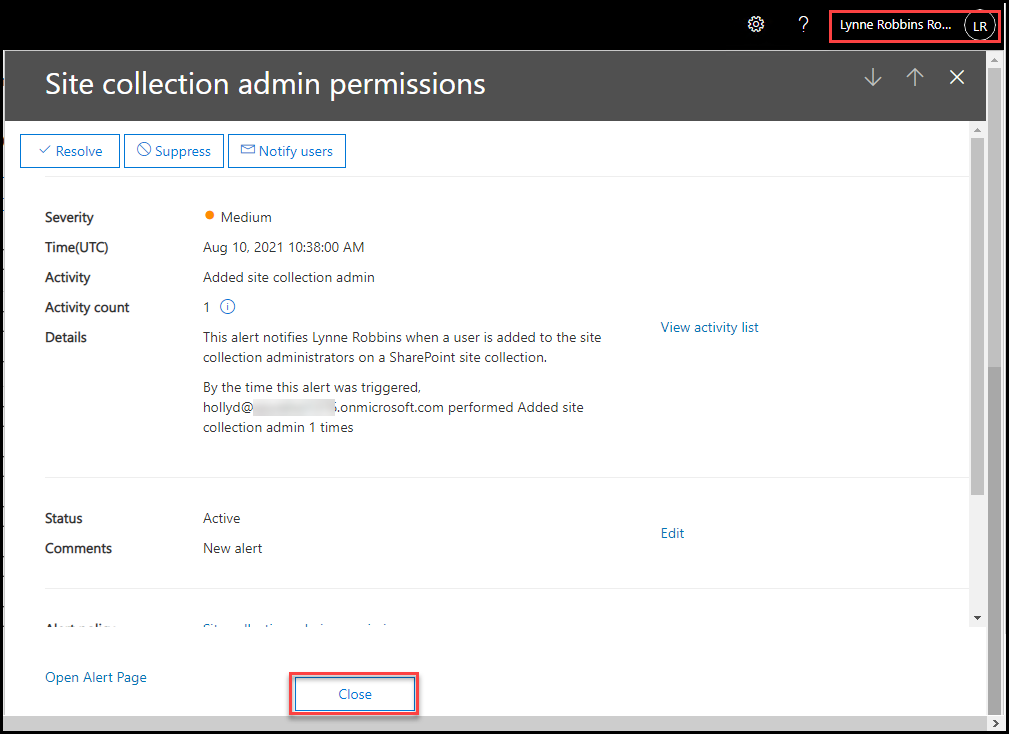 ? Lynne Robbins Ro... LR
Site collection admin permissions
Resolve Suppress Notify users
Severity Medium
Time(UTC) Aug 10, 2021 10:38:00 AM
Activity Added site collection admin
Activity count 1
Details This alert notifies Lynne Robbins when a user is added to the site
View activity list
collection administrators on a SharePoint site collection.
By the time this alert was triggered,
hollyd@ .onmicrosoft.com performed Added site
collection admin 1 times
Status Active
Edit
Comments New alert
Open Alert Page
Close